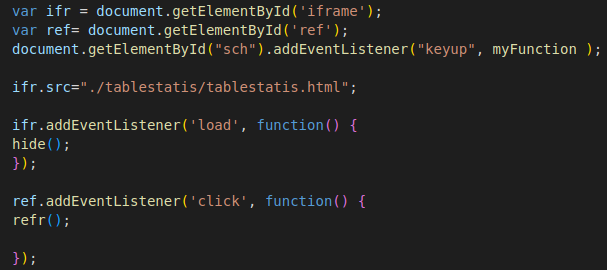 var ifr = document.getElementById('iframe');
var ref= document.getElementById('ref');
document.getElementById("sch").addEventListener("keyup", myFunction );
ifr.src="./tablestatis/tablestatis.html";
ifr.addEventListener('load', function() {
hide();
});
ref.addEventListener('click', function() {
refr();
});